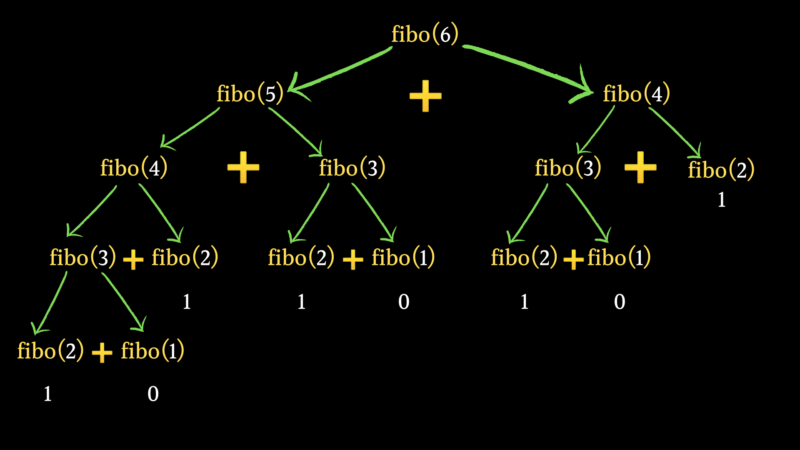 fibo(6)
fibo(5) + fibo(4)
fibo(4) + fibo(3) fibo(3) + fibo(2)
1
fibo(3) + fibo(2) fibo(2) + fibo(1) fibo(2) + fibo(1)
1 1 0 1 0
fibo(2) + fibo(1)
1 0